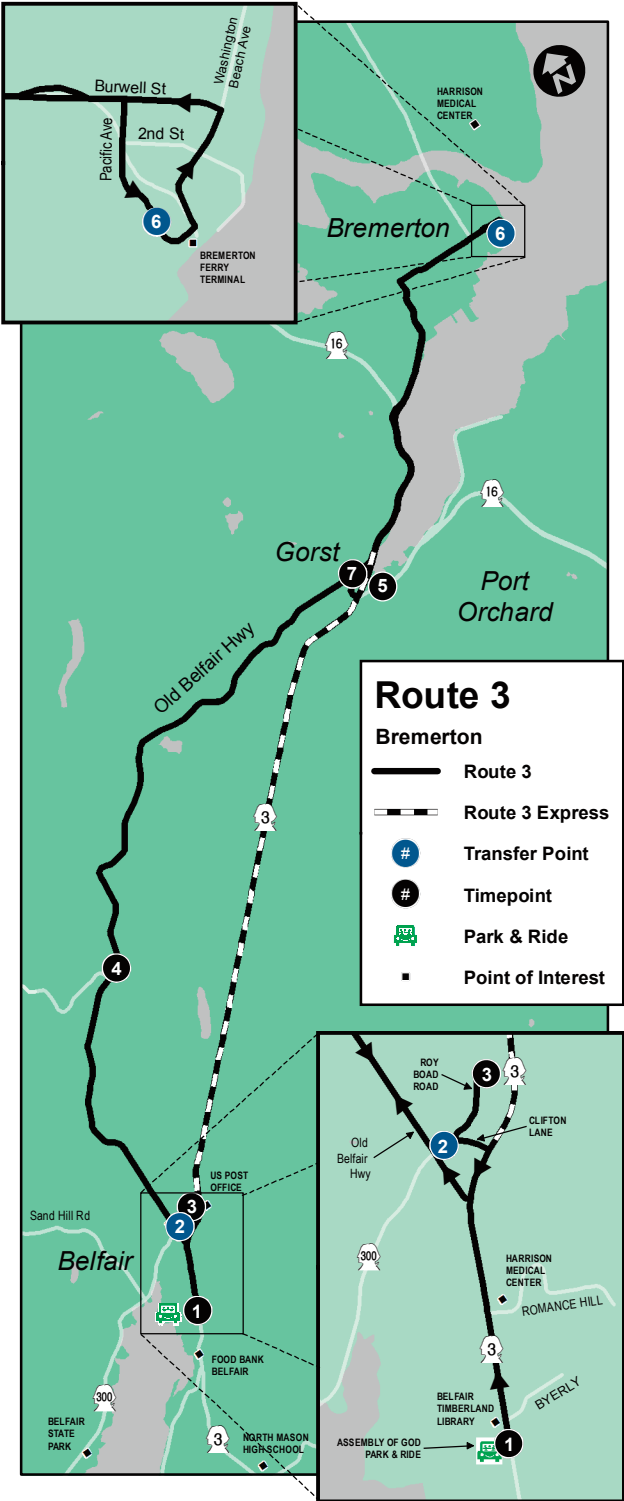 Burwell St
Washington
Beach Ave
Pacific Ave
2nd St
6
BREMERTON
FERRY
TERMINAL
N
HARRISON
MEDICAL
CENTER
Bremerton
6
16
16
Gorst
7
5
Port
Orchard
Old Belfair Hwy
3
4
Route 3
Bremerton
Route 3
Route 3 Express
# Transfer Point
# Timepoint
Park & Ride
Point of Interest
US POST
OFFICE
3
2
Sand Hill Rd
Belfair
1
FOOD BANK
BELFAIR
300
BELFAIR
STATE
PARK
3
NORTH MASON
HIGH SCHOOL
ROY
BOAD
ROAD
3
3
CLIFTON
LANE
2
Old
Belfair
Hwy
300
HARRISON
MEDICAL
CENTER
ROMANCE HILL
3
BYERLY
BELFAIR
TIMBERLAND
LIBRARY
ASSEMBLY OF GOD
PARK & RIDE
1